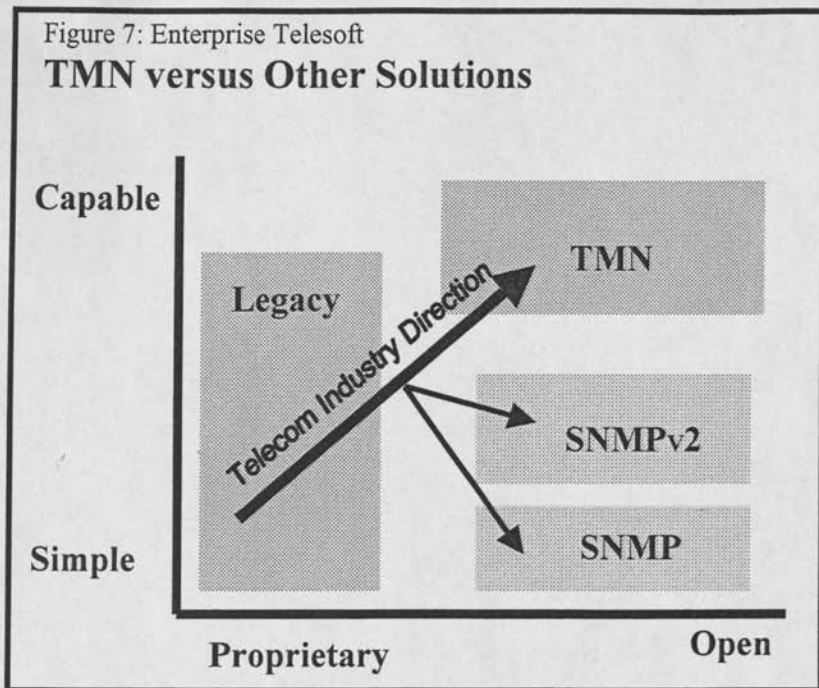 Figure 7: Enterprise Telesoft
TMN versus Other Solutions
Capable
TMN
Legacy
Telecom Industry Direction
SNMPv2
SNMP
Simple
Proprietary
Open